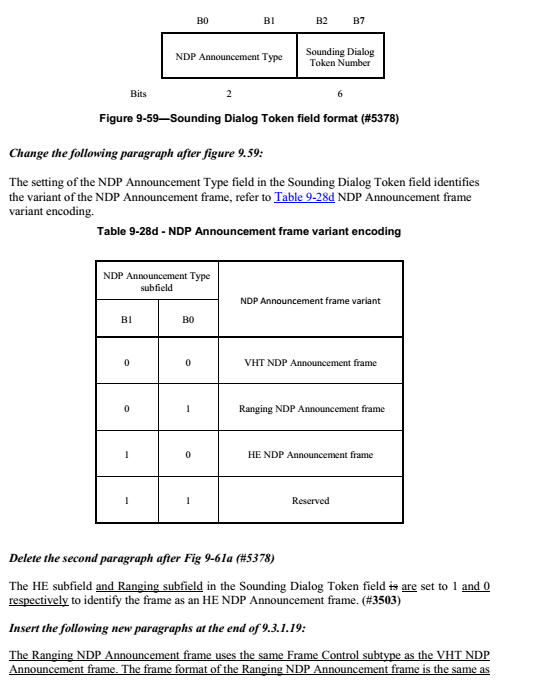 B0 B1 B2 B7
NDP Announcement Type
Sounding Dialog
Token Number
Bits 2 6
Figure 9-59—Sounding Dialog Token field format (#5378)
Change the following paragraph after figure 9.59:
The setting of the NDP Announcement Type field in the Sounding Dialog Token field identifies
the variant of the NDP Announcement frame, refer to Table 9-28d NDP Announcement frame
variant encoding.
Table 9-28d - NDP Announcement frame variant encoding
NDP Announcement Type
subfield
NDP Announcement frame variant
B1 B0
0 0 VHT NDP Announcement frame
0 1 Ranging NDP Announcement frame
1 0 HE NDP Announcement frame
1 1 Reserved
Delete the second paragraph after Fig 9-61a (#5378)
The HE subfield and Ranging subfield in the Sounding Dialog Token field is are set to 1 and 0
respectively to identify the frame as an HE NDP Announcement frame. (#3503)
Insert the following new paragraphs at the end of 9.3.1.19:
The Ranging NDP Announcement frame uses the same Frame Control subtype as the VHT NDP
Announcement frame. The frame format of the Ranging NDP Announcement frame is the same as